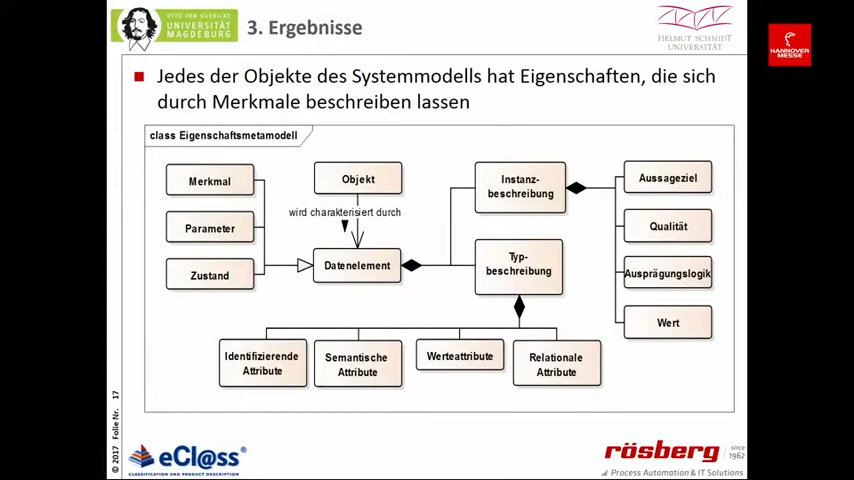 OTTO VON GUERICKE
UNIVERSITÄT
MAGDEBURG
3. Ergebnisse
HELMUT SCHMIDT
UNIVERSITÄT
HANNOVER
MESSE
Jedes der Objekte des Systemmodells hat Eigenschaften, die sich
durch Merkmale beschreiben lassen
class Eigenschaftsmetamodell
Merkmal
Parameter
Zustand
Objekt
wird charakterisiert durch
Datenelement
Instanz-
beschreibung
Typ-
beschreibung
Aussageziel
Qualität
Ausprägungslogik
Wert
Identifizierende
Attribute
Semantische
Attribute
Werteattribute
Relationale
Attribute
© 2017 Folie Nr. 17
eCl@ss®
CLASSIFICATION AND PRODUCT DESCRIPTION
rösberg
since
1962
Process Automation & IT Solutions